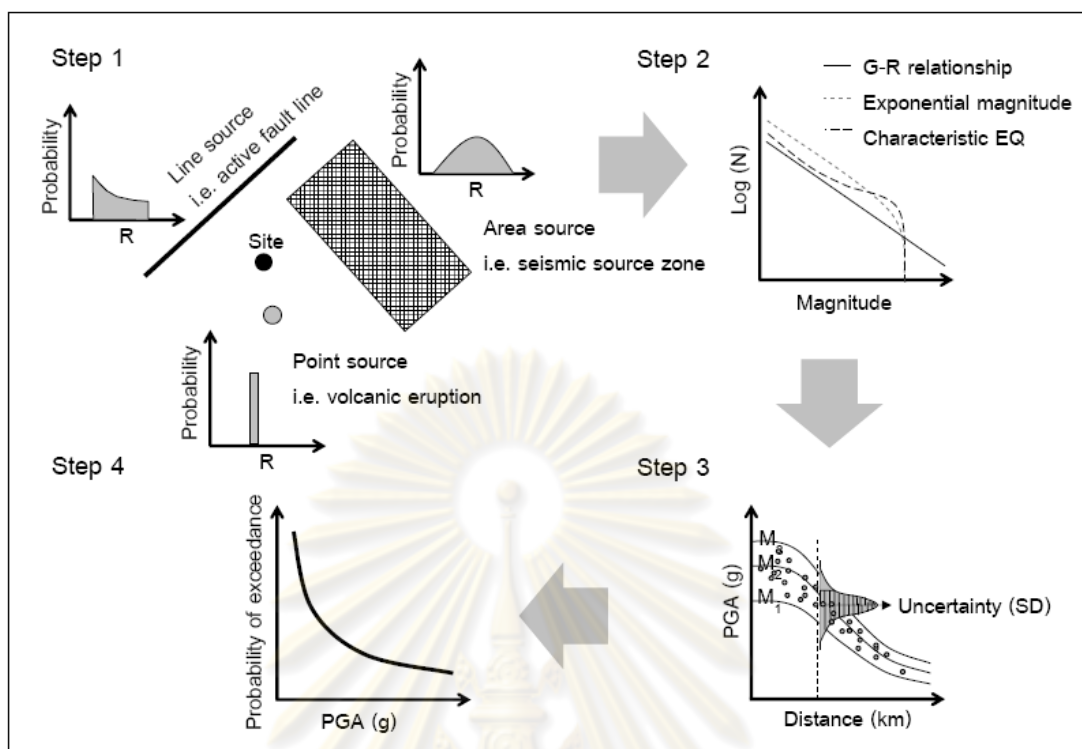 Step 1
Probability
R
Line source
i.e. active fault line
Probability
R
Site
Area source
i.e. seismic source zone
Probability
R
Point source
i.e. volcanic eruption
Step 2
G-R relationship
Exponential magnitude
Characteristic EQ
Log (N)
Magnitude
Step 3
PGA (g)
M
M2
M1
Uncertainty (SD)
Distance (km)
Step 4
Probability of exceedance
PGA (g)